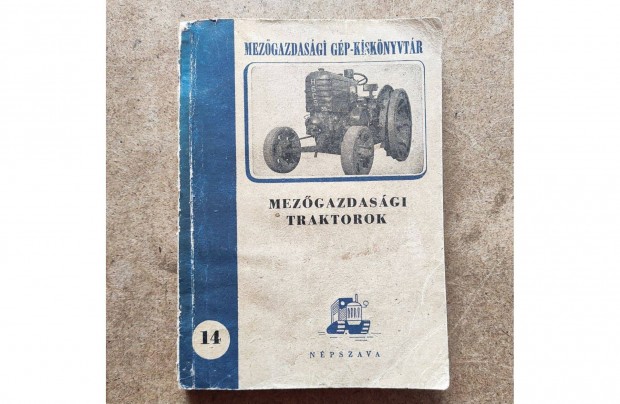 MEZŐGAZDASÁGI GÉP-KISKÖNYVTÁR
MEZŐGAZDASÁGI
TRAKTOROK
14
NÉPSZAVA